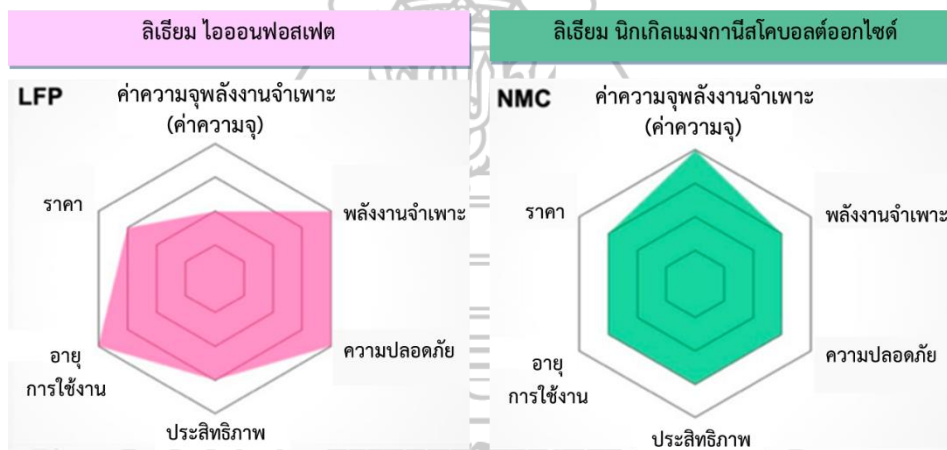 ลิเธียม ไอออนฟอสเฟต
ลิเธียม นิกเกิลแมงกานีสโคบอลต์ออกไซด์
LFP
ค่าความจุพลังงานจำเพาะ
(ค่าความจุ)
ราคา
พลังงานจำเพาะ
อายุ
การใช้งาน
ความปลอดภัย
ประสิทธิภาพ
NMC
ค่าความจุพลังงานจำเพาะ
(ค่าความจุ)
ราคา
พลังงานจำเพาะ
อายุ
การใช้งาน
ความปลอดภัย
ประสิทธิภาพ